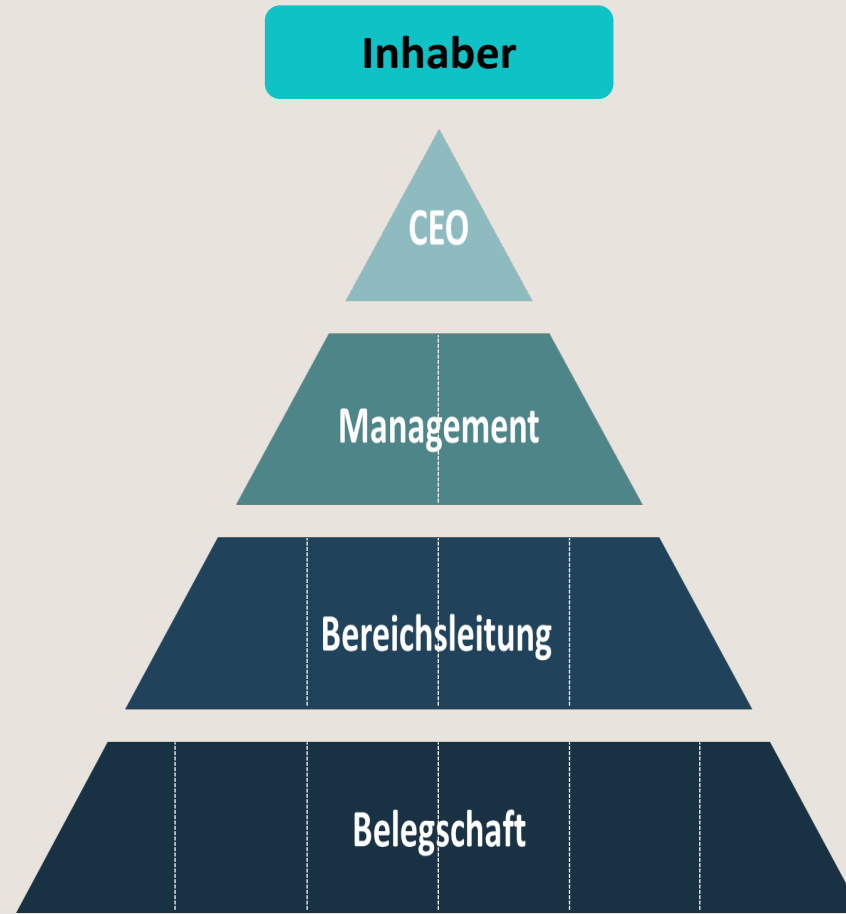 Inhaber
CEO
Management
Bereichsleitung
Belegschaft